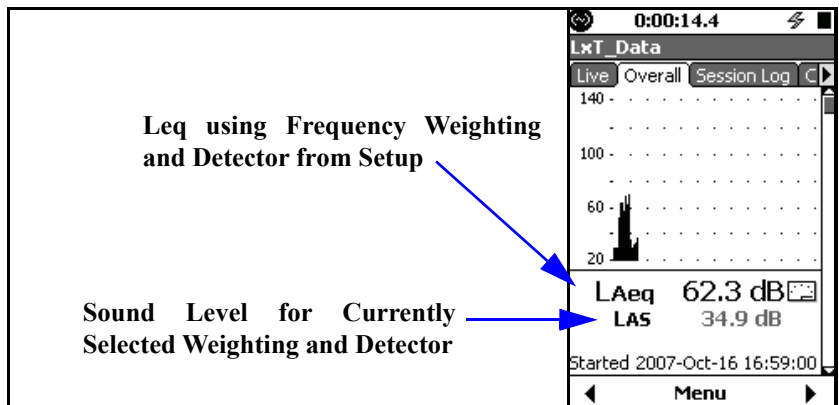 0:00:14.4
LxT_Data
Live Overall Session Log C
140
100
60
20
Leq using Frequency Weighting
and Detector from Setup
LAeq 62.3 dB
Sound Level for Currently
Selected Weighting and Detector
LAS 34.9 dB
Started 2007-Oct-16 16:59:00
Menu